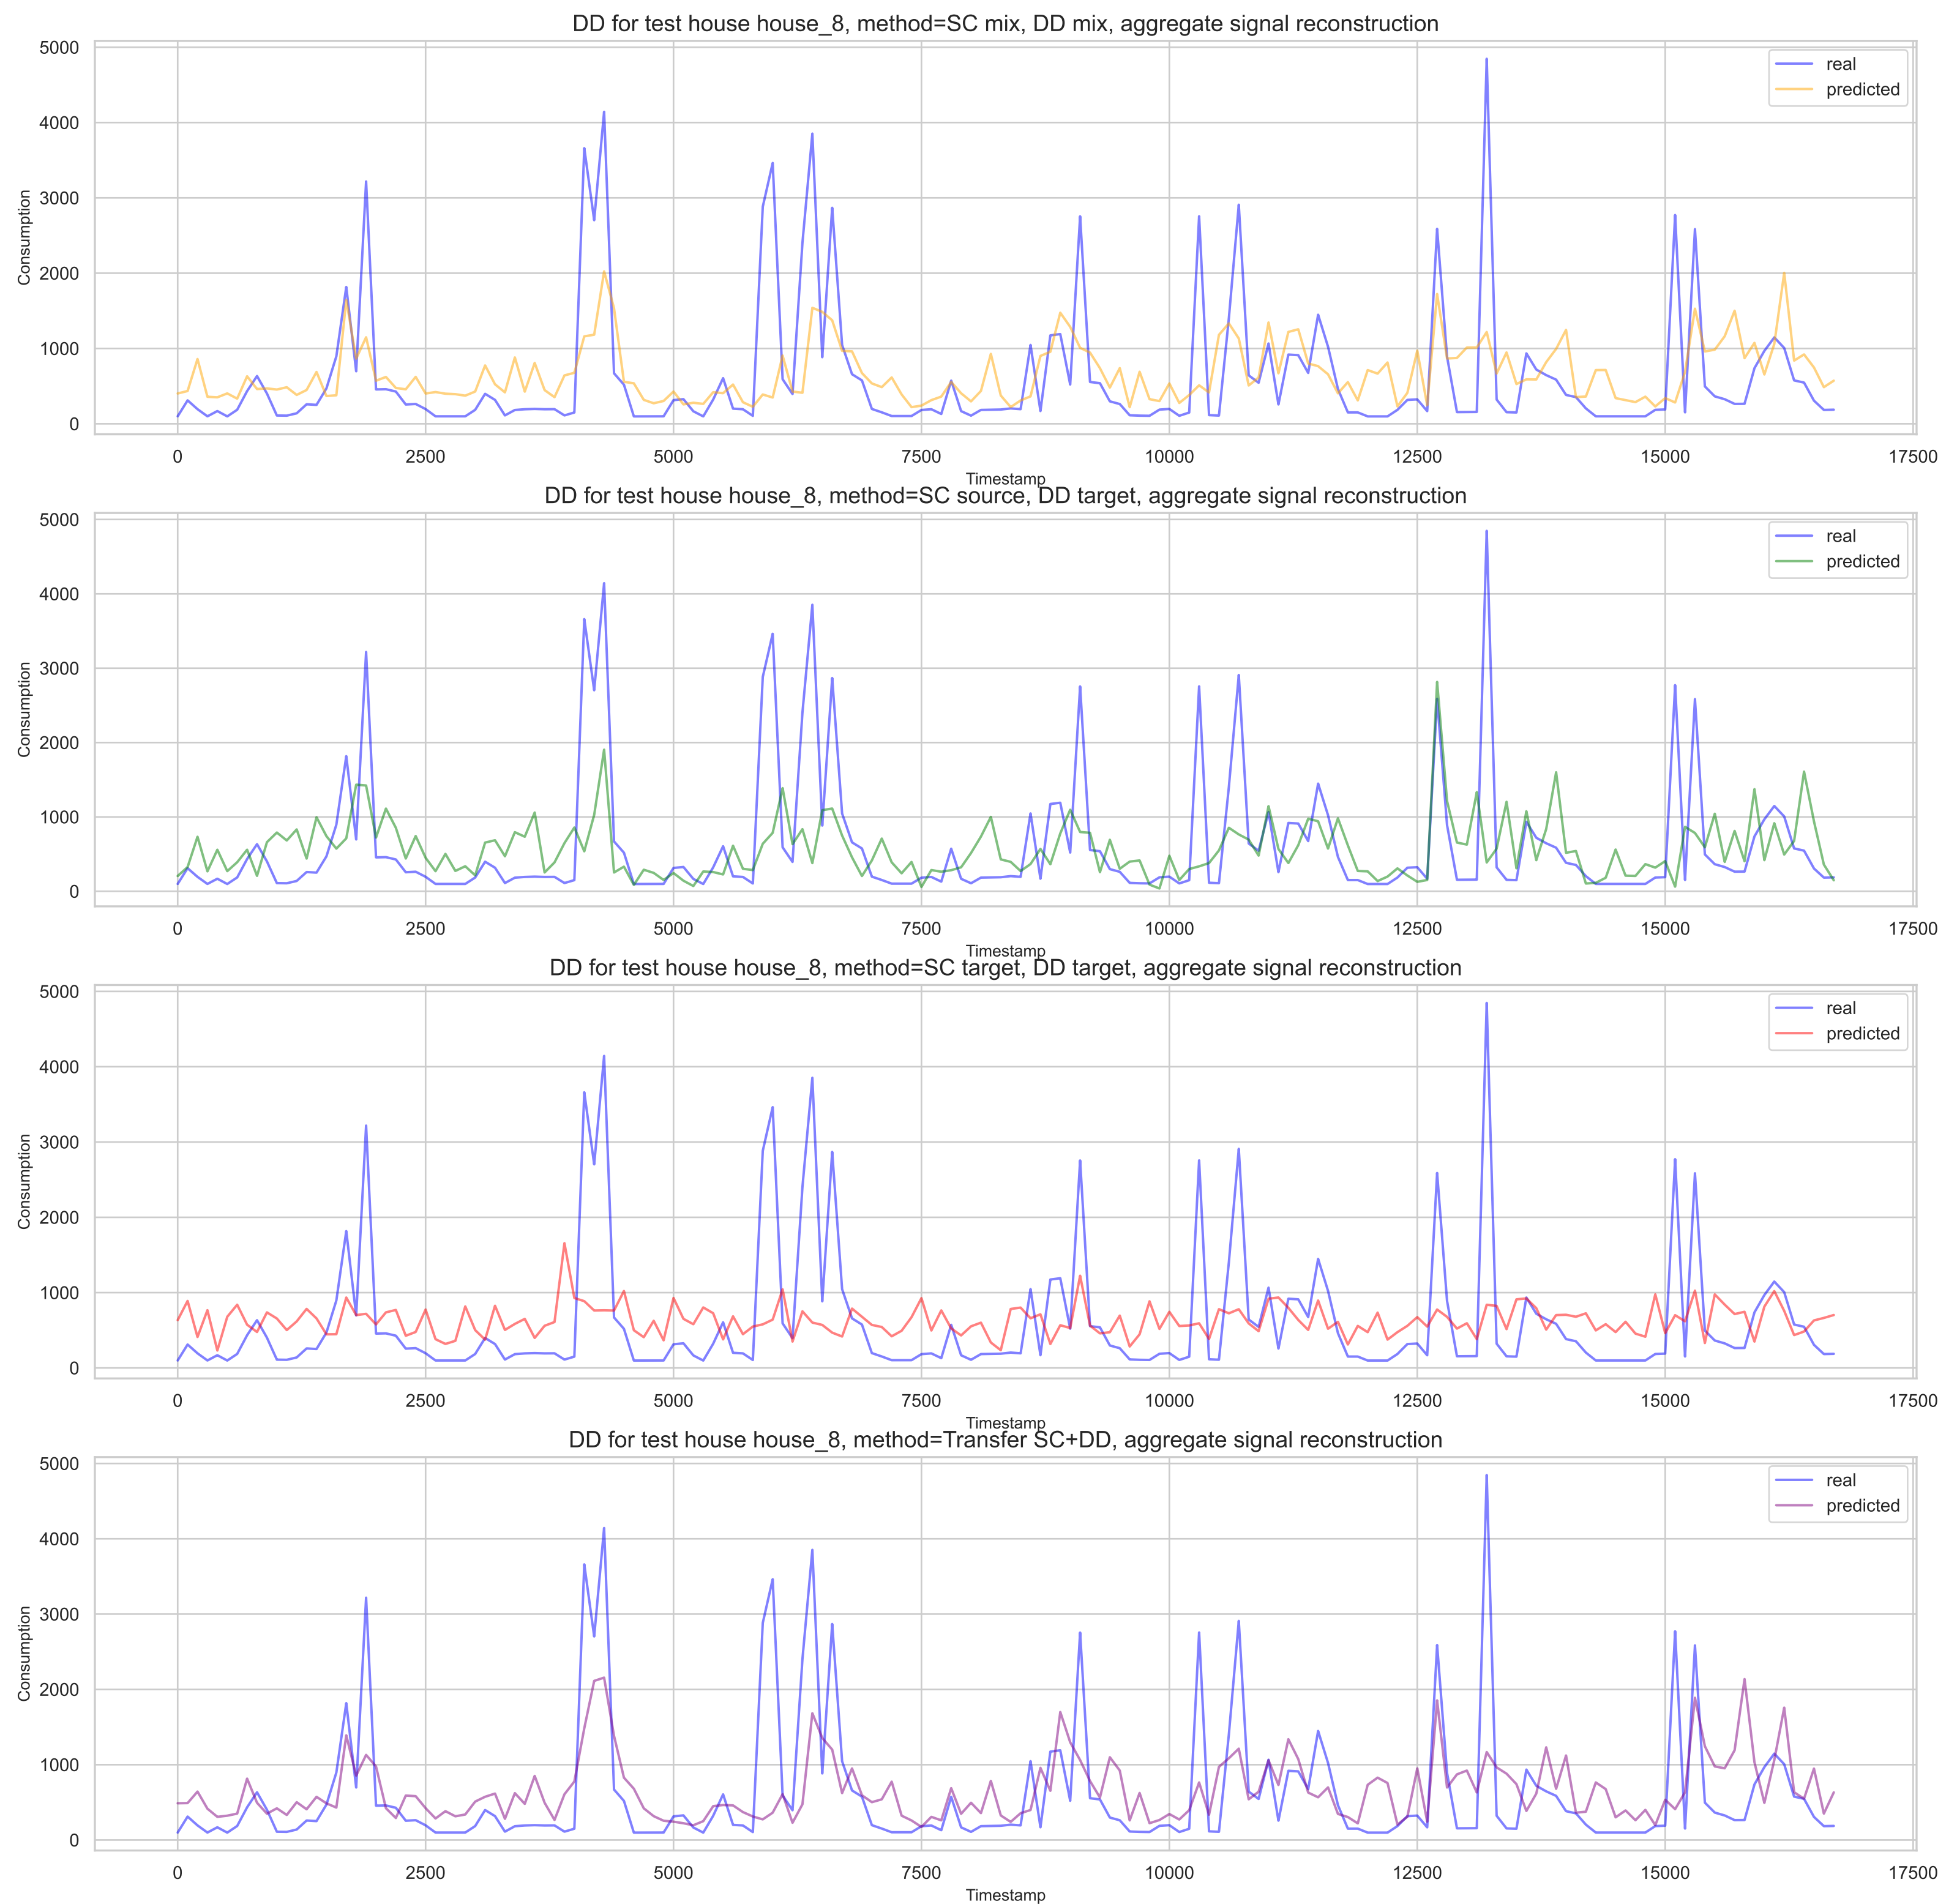 DD for test house house_8, method=SC mix, DD mix, aggregate signal reconstruction
5000
4000
3000
2000
1000
0
Consumption
real
predicted
0 2500 5000 7500 10000 12500 15000 17500
Timestamp
DD for test house house_8, method=SC source, DD target, aggregate signal reconstruction
5000
4000
3000
2000
1000
0
Consumption
real
predicted
0 2500 5000 7500 10000 12500 15000 17500
Timestamp
DD for test house house_8, method=SC target, DD target, aggregate signal reconstruction
5000
4000
3000
2000
1000
0
Consumption
real
predicted
0 2500 5000 7500 10000 12500 15000 17500
Timestamp
DD for test house house_8, method=Transfer SC+DD, aggregate signal reconstruction
5000
4000
3000
2000
1000
0
Consumption
real
predicted
0 2500 5000 7500 10000 12500 15000 17500
Timestamp